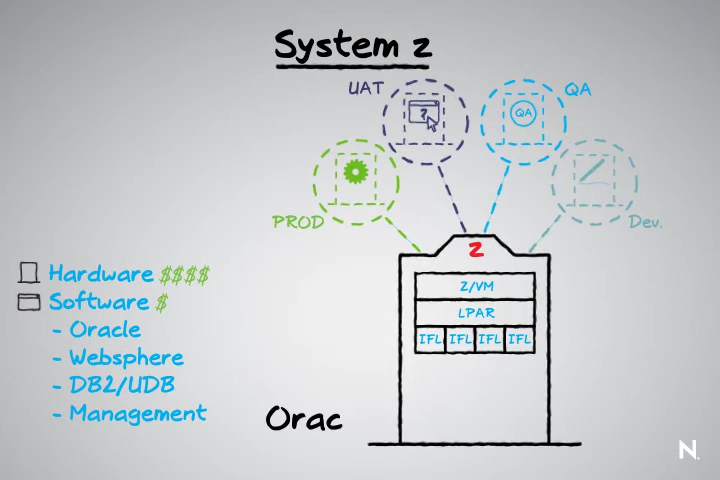 System z
UAT
?
QA
QA
PROD
Dev.
z
Z/VM
LPAR
IFL IFL IFL IFL
Hardware $$$$
Software $
- Oracle
- Websphere
- DB2/UDB
- Management
Orac
N.